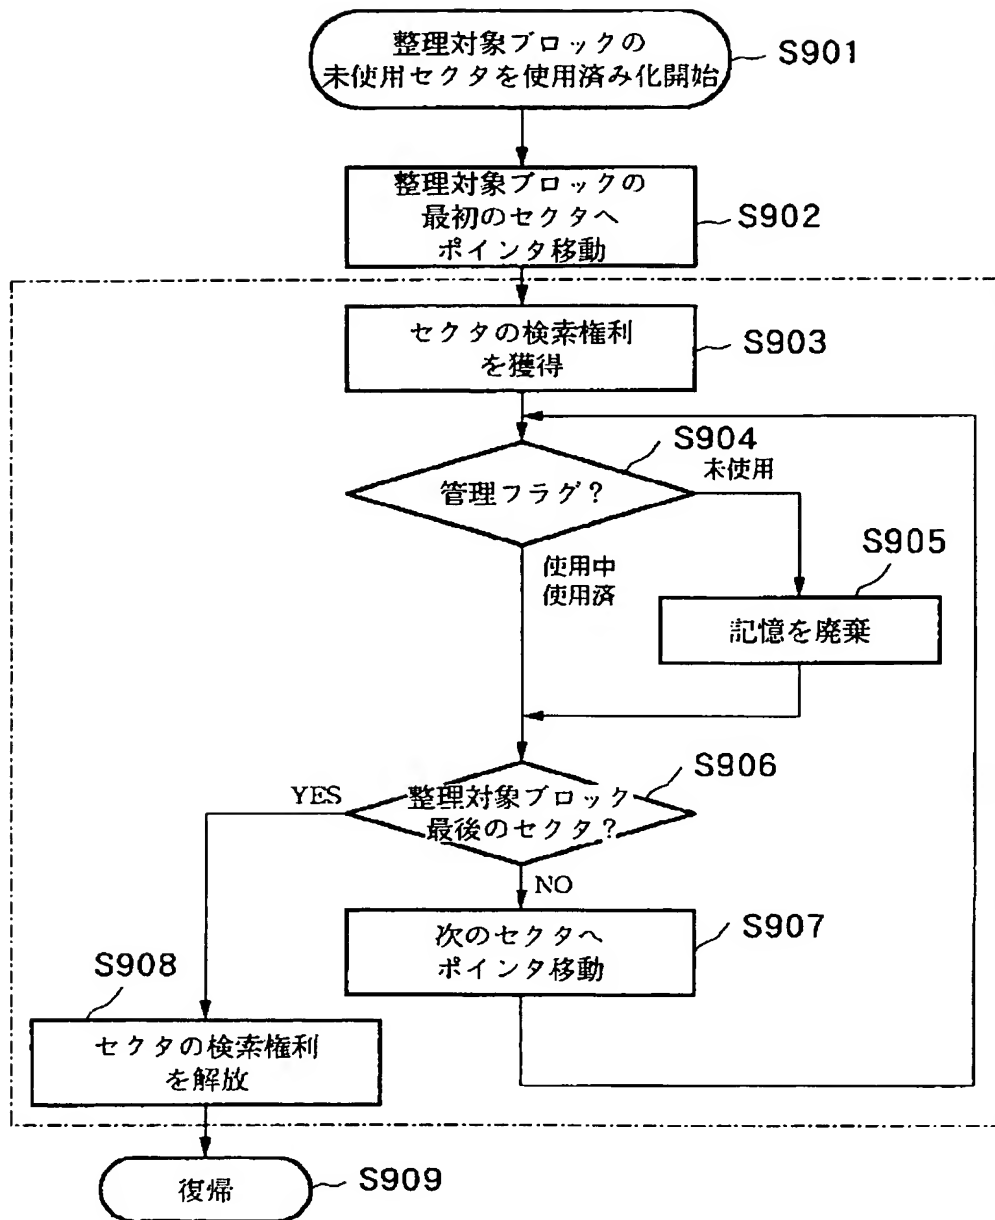 整理対象ブロックの
未使用セクタを使用済み化開始
S901
整理対象ブロックの
最初のセクタへ
ポインタ移動
S902
セクタの検索権利
を獲得
S903
S904
管理フラグ?
未使用
使用中
使用済
S905
記憶を廃棄
S906
整理対象ブロック
最後のセクタ?
YES
NO
次のセクタへ
ポインタ移動
S907
S908
セクタの検索権利
を解放
復帰
S909